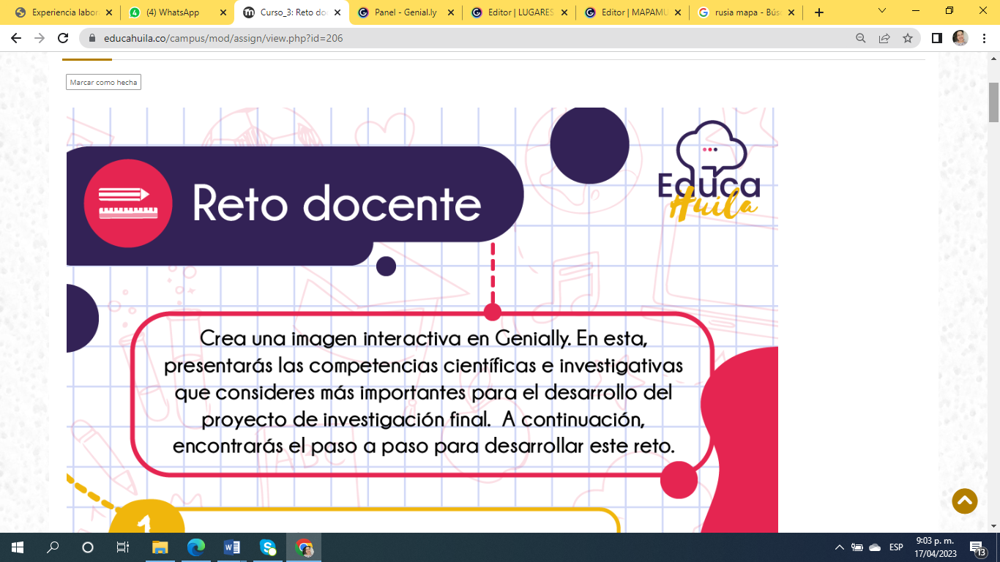 Experiencia labor
(4) WhatsApp
Curso_3: Reto do
Panel - Genial.ly
Editor | LUGARES
Editor | MAPAMU
rusia mapa - Bús
educahuila.co/campus/mod/assign/view.php?id=206
Marcar como hecha
Reto docente
Educa
Huila
Crea una imagen interactiva en Genially. En esta,
presentarás las competencias científicas e investigativas
que consideres más importantes para el desarrollo del
proyecto de investigación final. A continuación,
encontrarás el paso a paso para desarrollar este reto.
ABC
1
ESP
9:03 p. m.
17/04/2023
13